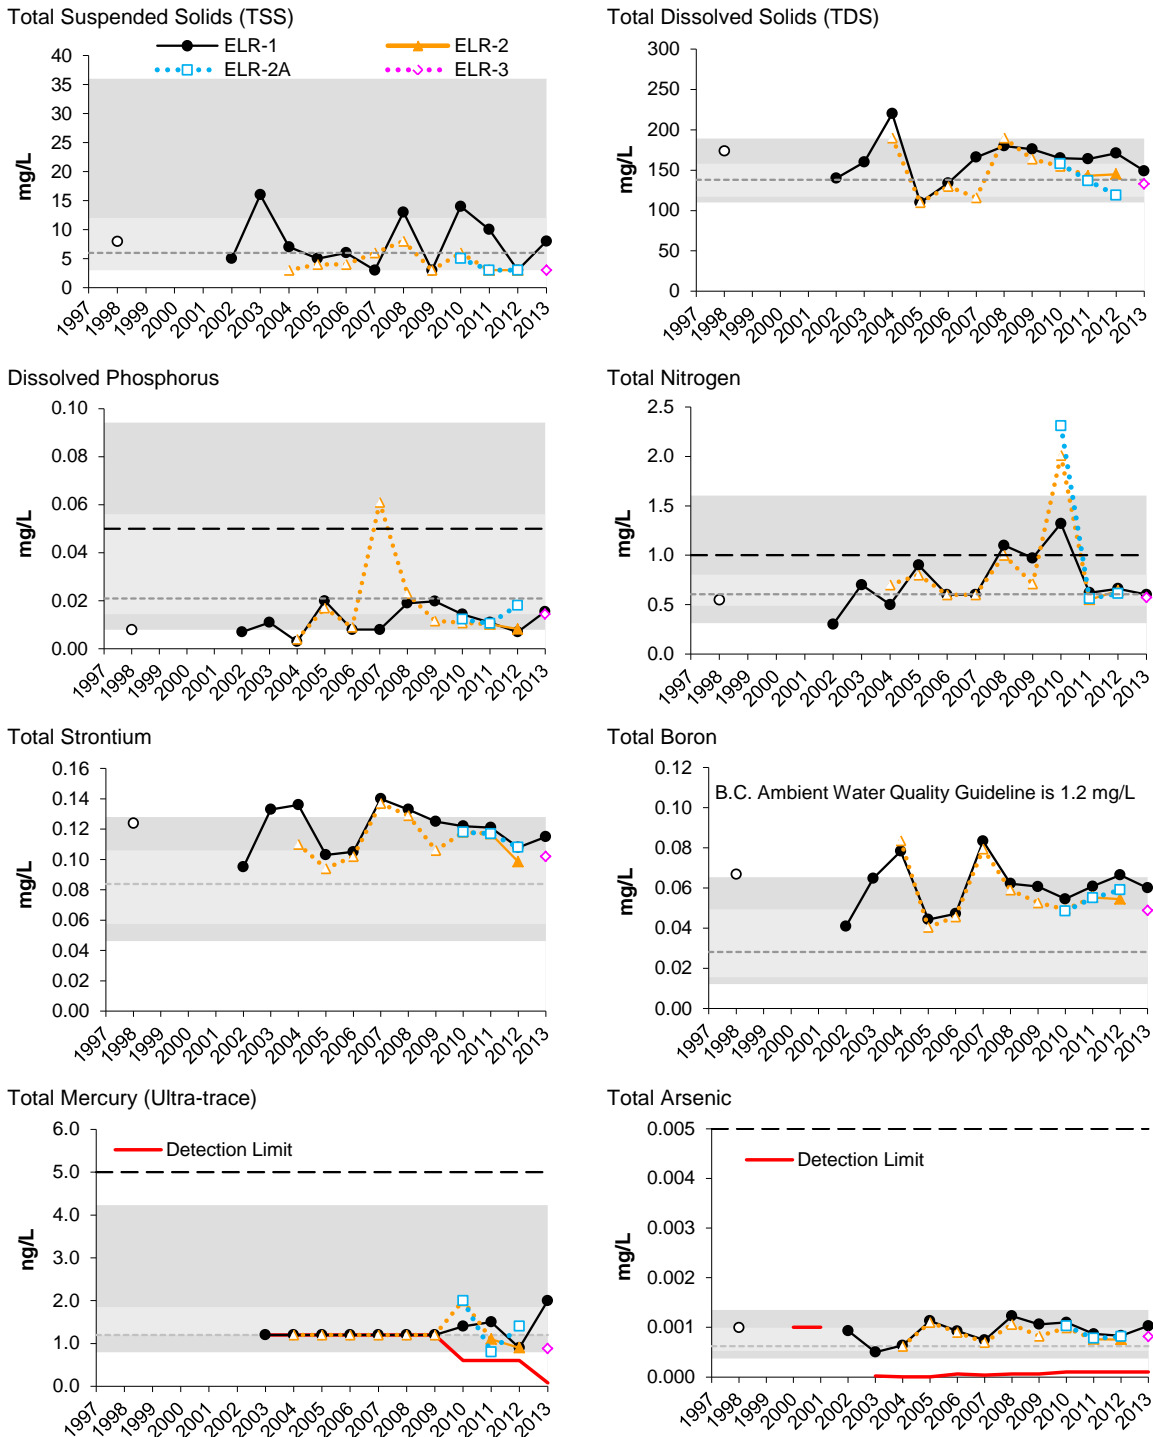 Total Suspended Solids (TSS)
ELR-1
ELR-2
ELR-2A
ELR-3
40
35
30
25
20
15
10
5
0
mg/L
1997 1998 1999 2000 2001 2002 2003 2004 2005 2006 2007 2008 2009 2010 2011 2012 2013
Total Dissolved Solids (TDS)
300
250
200
150
100
50
0
mg/L
1997 1998 1999 2000 2001 2002 2003 2004 2005 2006 2007 2008 2009 2010 2011 2012 2013
Dissolved Phosphorus
0.10
0.08
0.06
0.04
0.02
0.00
mg/L
1997 1998 1999 2000 2001 2002 2003 2004 2005 2006 2007 2008 2009 2010 2011 2012 2013
Total Nitrogen
2.5
2.0
1.5
1.0
0.5
0.0
mg/L
1997 1998 1999 2000 2001 2002 2003 2004 2005 2006 2007 2008 2009 2010 2011 2012 2013
Total Strontium
0.16
0.14
0.12
0.10
0.08
0.06
0.04
0.02
0.00
mg/L
1997 1998 1999 2000 2001 2002 2003 2004 2005 2006 2007 2008 2009 2010 2011 2012 2013
Total Boron
B.C. Ambient Water Quality Guideline is 1.2 mg/L
0.12
0.10
0.08
0.06
0.04
0.02
0.00
mg/L
1997 1998 1999 2000 2001 2002 2003 2004 2005 2006 2007 2008 2009 2010 2011 2012 2013
Total Mercury (Ultra-trace)
Detection Limit
6.0
5.0
4.0
3.0
2.0
1.0
0.0
ng/L
1997 1998 1999 2000 2001 2002 2003 2004 2005 2006 2007 2008 2009 2010 2011 2012 2013
Total Arsenic
Detection Limit
0.005
0.004
0.003
0.002
0.001
0.000
mg/L
1997 1998 1999 2000 2001 2002 2003 2004 2005 2006 2007 2008 2009 2010 2011 2012 2013